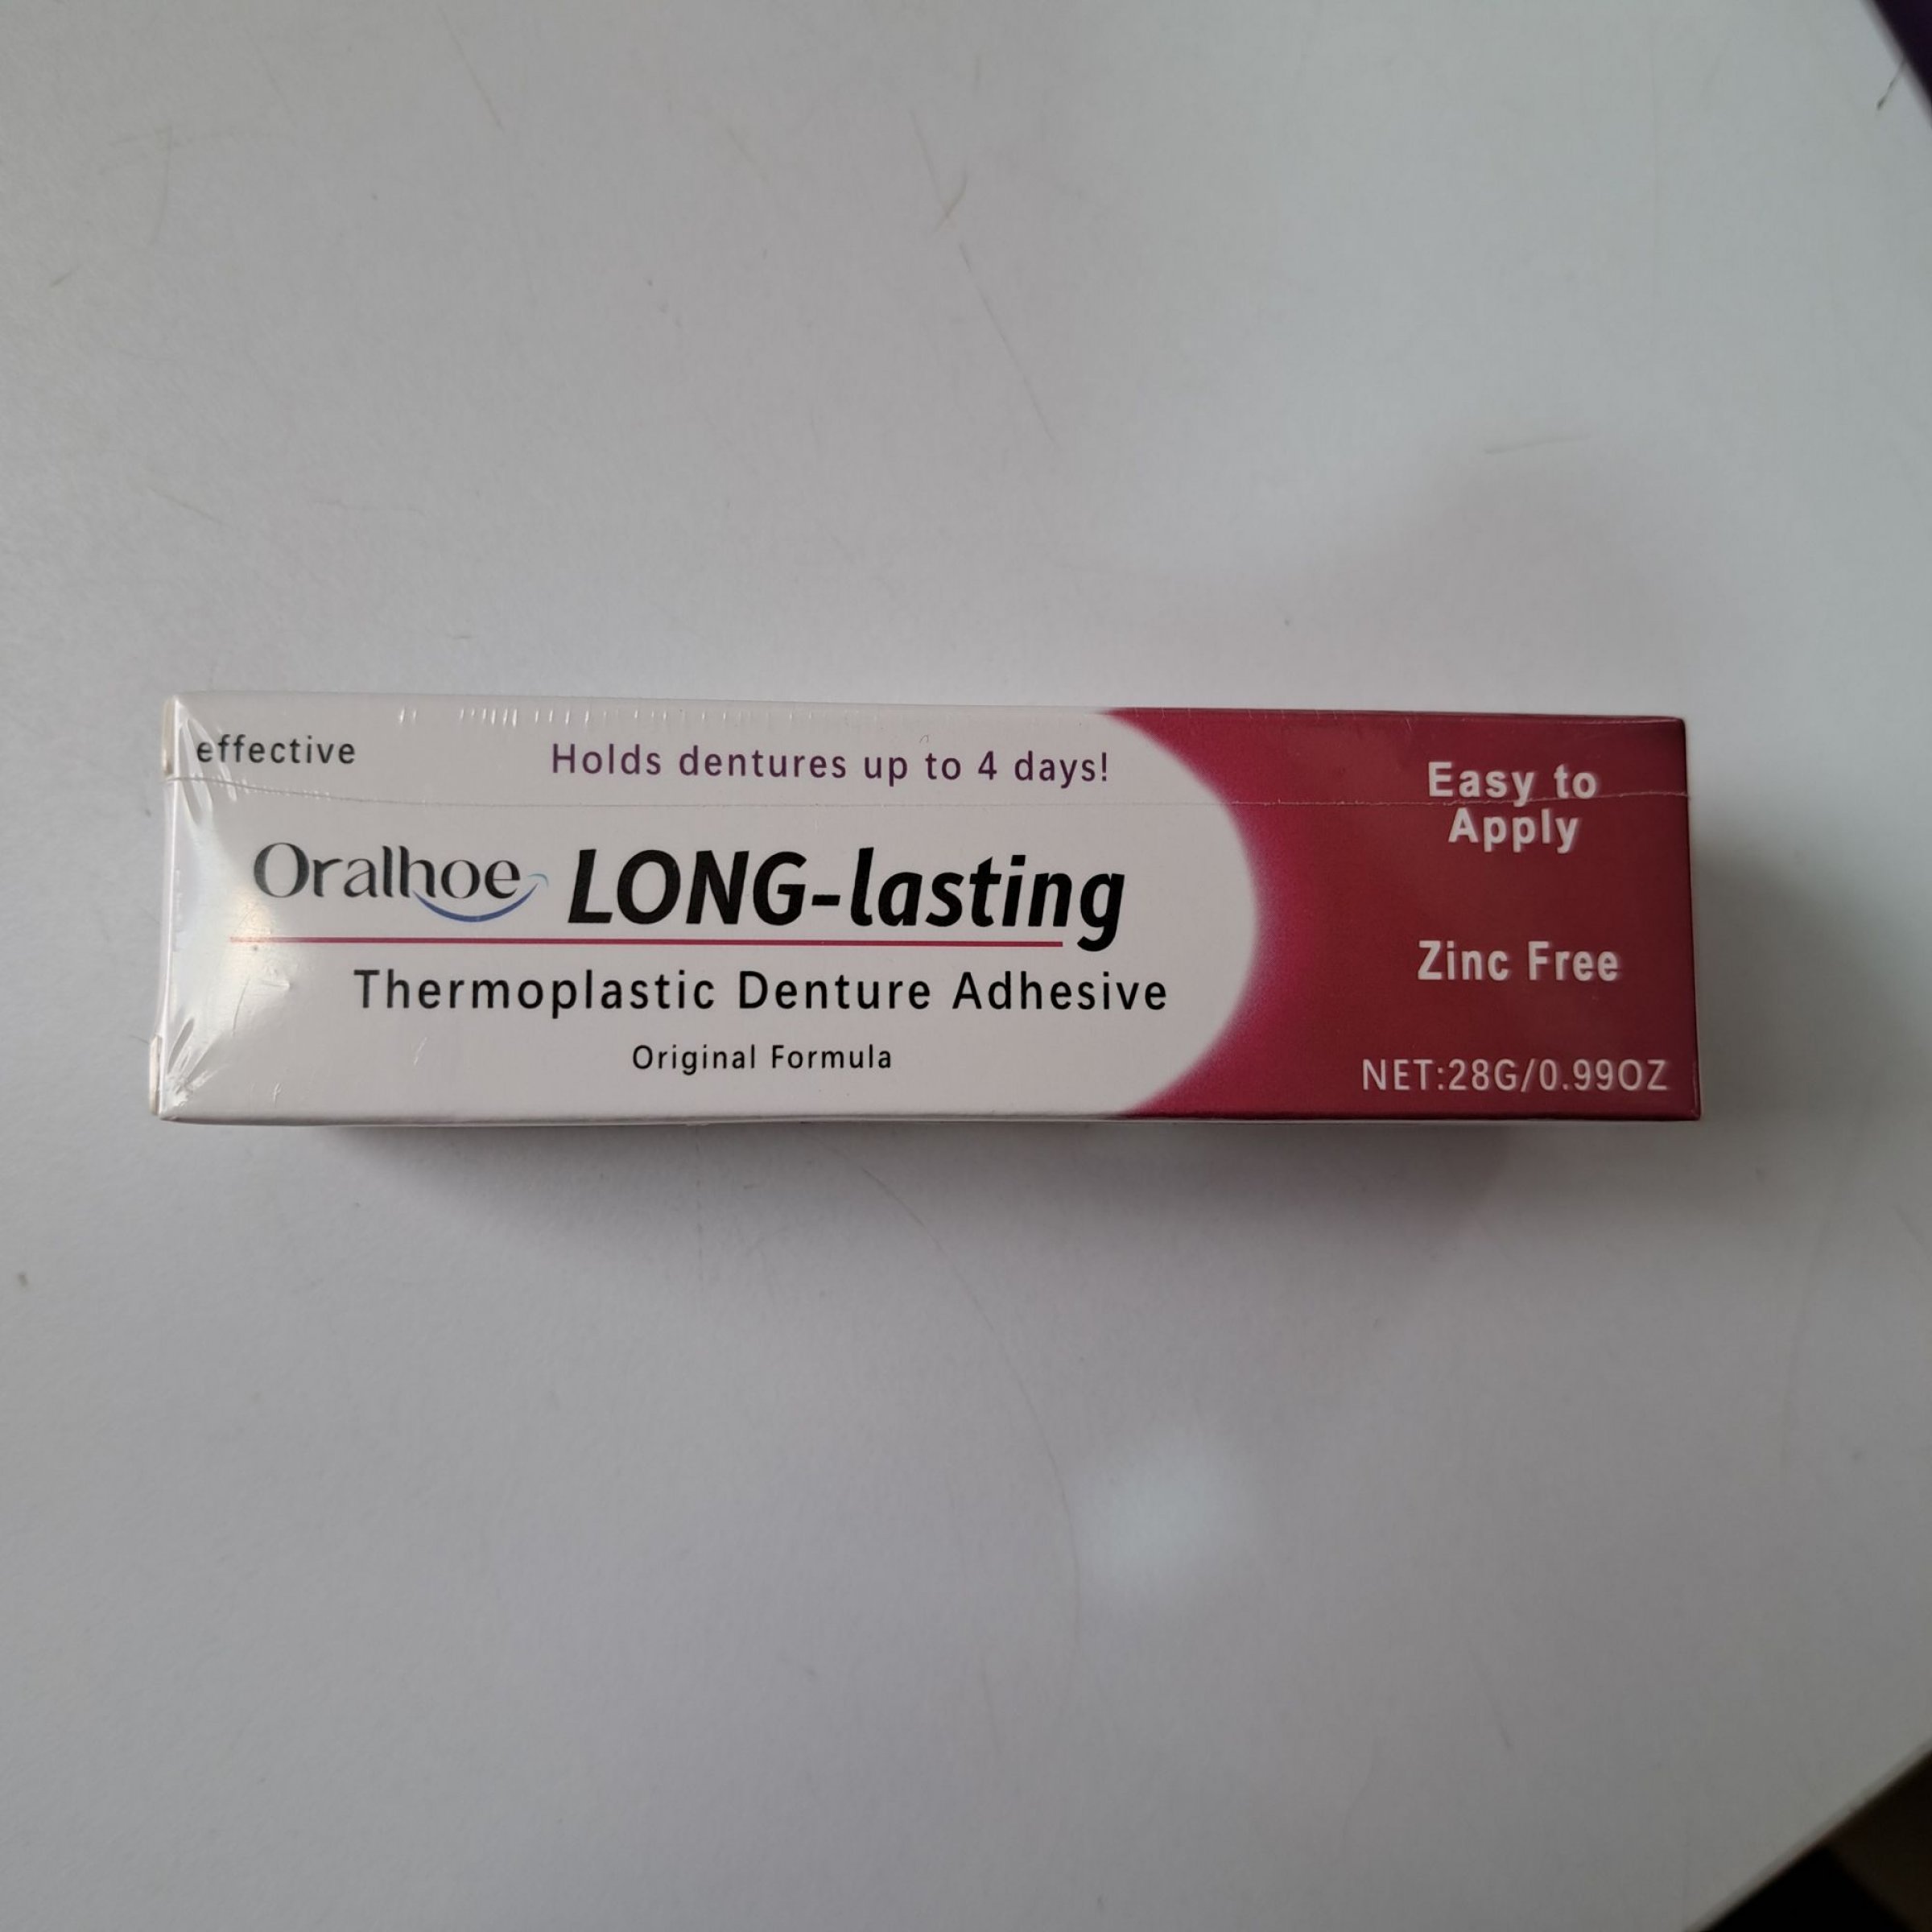 effective
Holds dentures up to 4 days!
Oralhoe LONG-lasting
Thermoplastic Denture Adhesive
Original Formula
Easy to
Apply
Zinc Free
NET:28G/0.99OZ